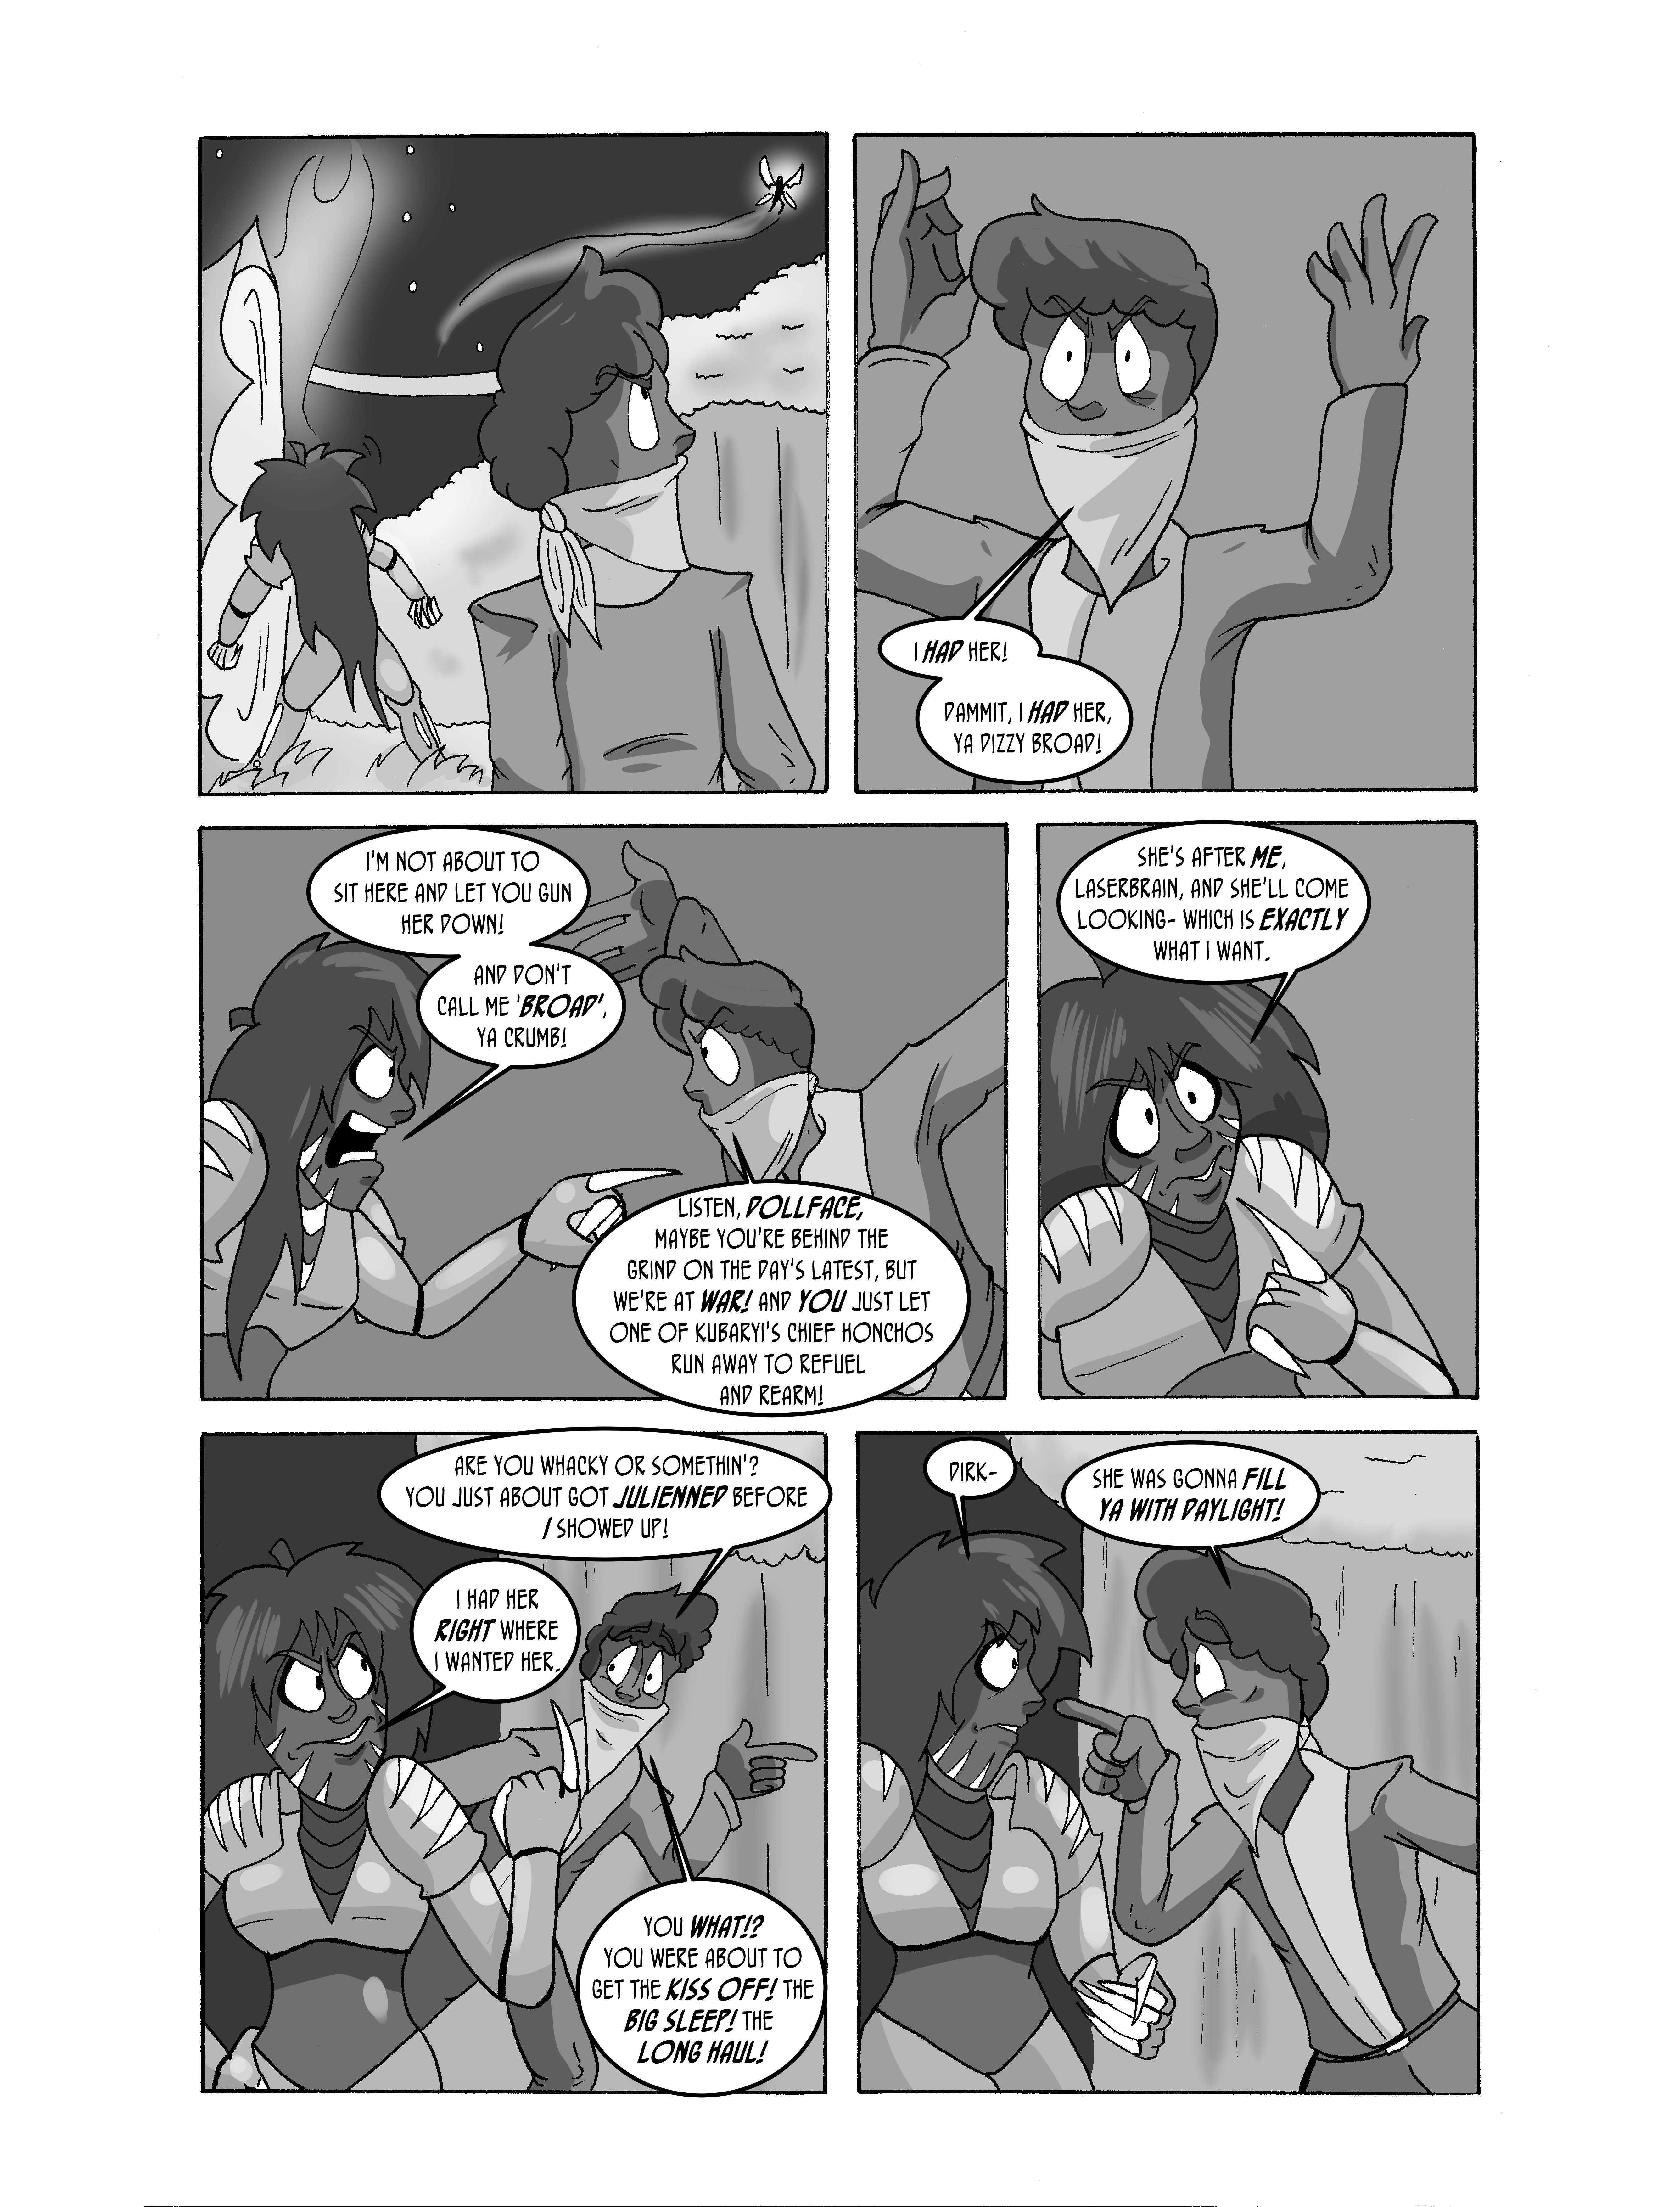 I HAD HER!
DAMMIT, I HAD HER,
YA DIZZY BROAD!
I'M NOT ABOUT TO
SIT HERE AND LET YOU GUN
HER DOWN!
AND DON'T
CALL ME 'BROAD',
YA CRUMB!
LISTEN, DOLLFACE,
MAYBE YOU'RE BEHIND THE
GRIND ON THE DAY'S LATEST, BUT
WE'RE AT WAR! AND YOU JUST LET
ONE OF KUBARYI'S CHIEF HONCHOS
RUN AWAY TO REFUEL
AND REARM!
SHE'S AFTER ME,
LASERBRAIN, AND SHE'LL COME
LOOKING- WHICH IS EXACTLY
WHAT I WANT.
ARE YOU WHACKY OR SOMETHIN'?
YOU JUST ABOUT GOT JULIENNED BEFORE
I SHOWED UP!
I HAD HER
RIGHT WHERE
I WANTED HER.
YOU WHAT!?
YOU WERE ABOUT TO
GET THE KISS OFF! THE
BIG SLEEP! THE
LONG HAUL!
DIRK-
SHE WAS GONNA FILL
YA WITH DAYLIGHT!